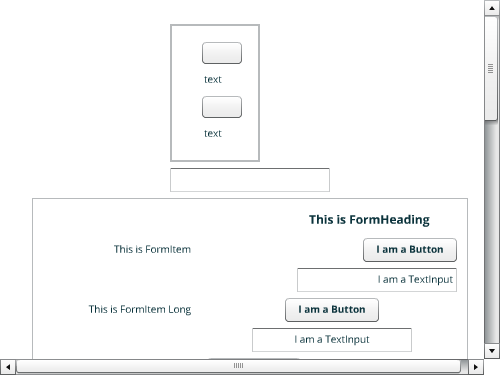 text
text
This is FormHeading
This is FormItem
I am a Button
I am a TextInput
This is FormItem Long
I am a Button
I am a TextInput